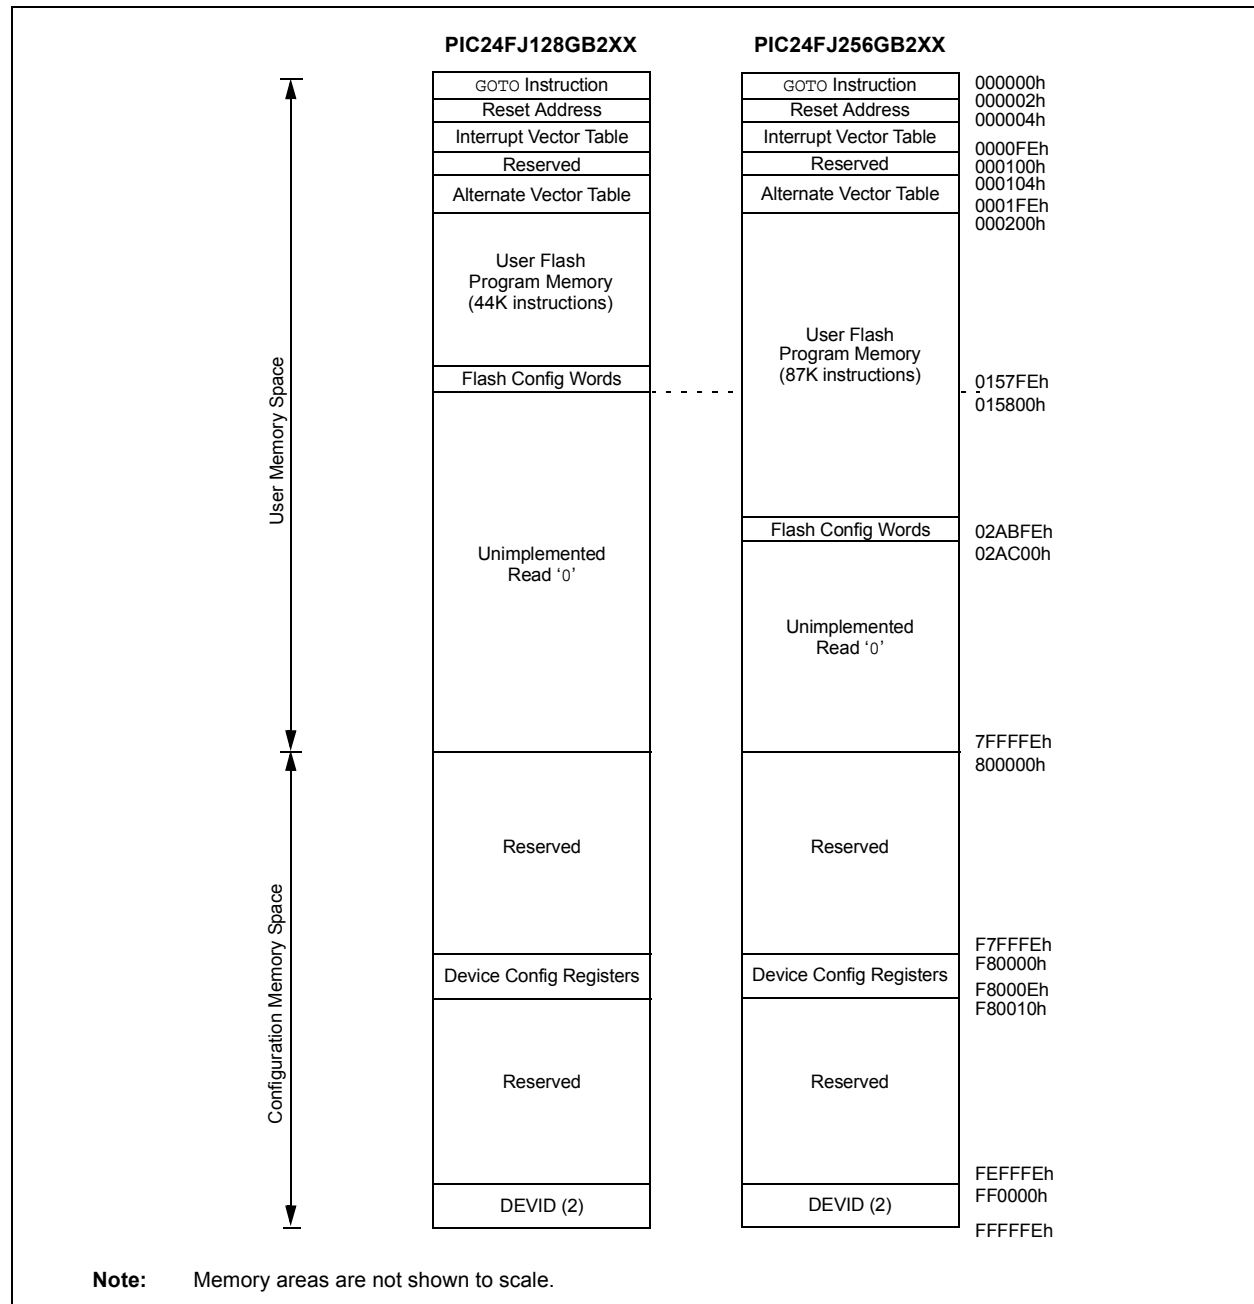 PIC24FJ128GB2XX
PIC24FJ256GB2XX
GOTO Instruction
GOTO Instruction
000000h
Reset Address
Reset Address
000002h
000004h
Interrupt Vector Table
Interrupt Vector Table
0000FEh
Reserved
Reserved
000100h
000104h
Alternate Vector Table
Alternate Vector Table
0001FEh
000200h
User Flash
Program Memory
(44K instructions)
User Flash
Program Memory
(87K instructions)
Flash Config Words
0157FEh
015800h
User Memory Space
Flash Config Words
02ABFEh
02AC00h
Unimplemented
Read ‘0’
Unimplemented
Read ‘0’
7FFFFEh
800000h
Reserved
Reserved
Configuration Memory Space
F7FFFEh
F80000h
Device Config Registers
Device Config Registers
F8000Eh
F80010h
Reserved
Reserved
FEFFFEh
FF0000h
DEVID (2)
DEVID (2)
FFFFFEh
Note: Memory areas are not shown to scale.